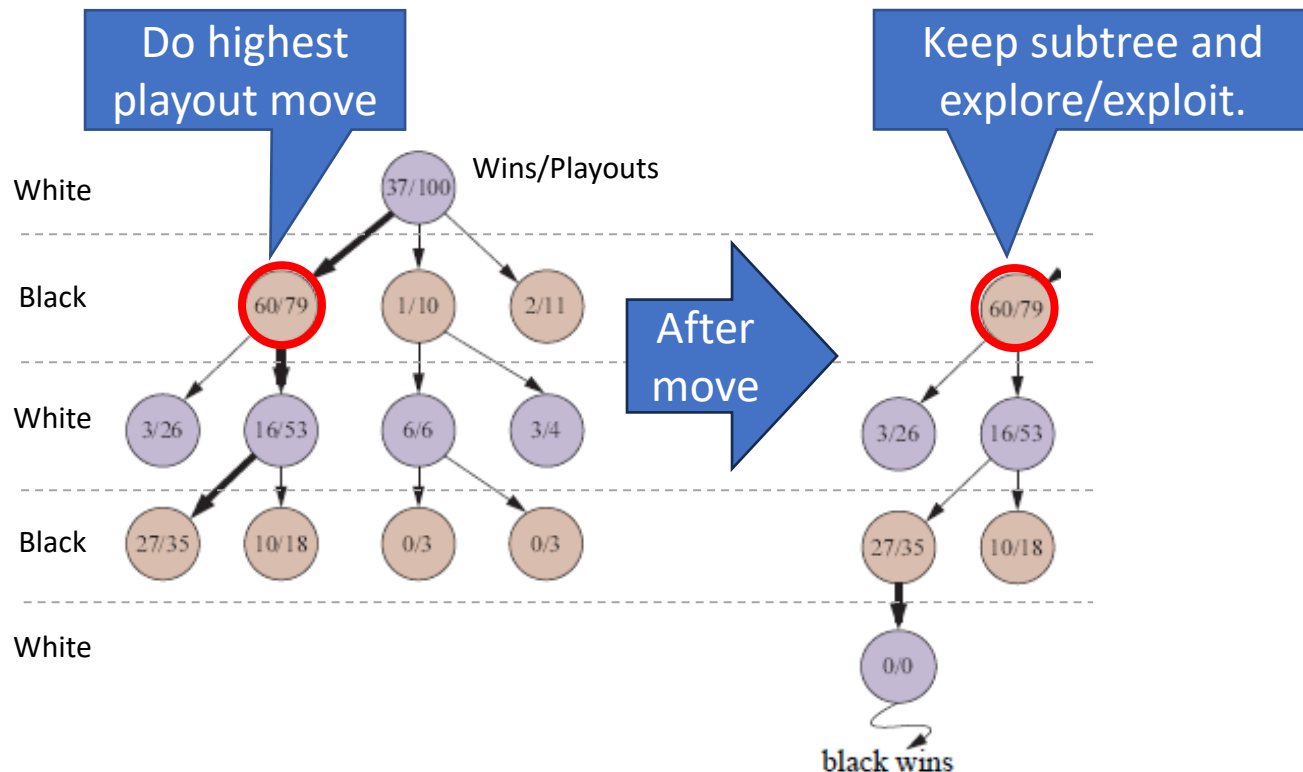 Do highest
playout move
Keep subtree and
explore/exploit.
Wins/Playouts
White
37/100
Black
60/79
1/10
2/11
60/79
After
move
White
3/26
16/53
6/6
3/4
3/26
16/53
Black
27/35
10/18
0/3
0/3
27/35
10/18
White
0/0
black wins